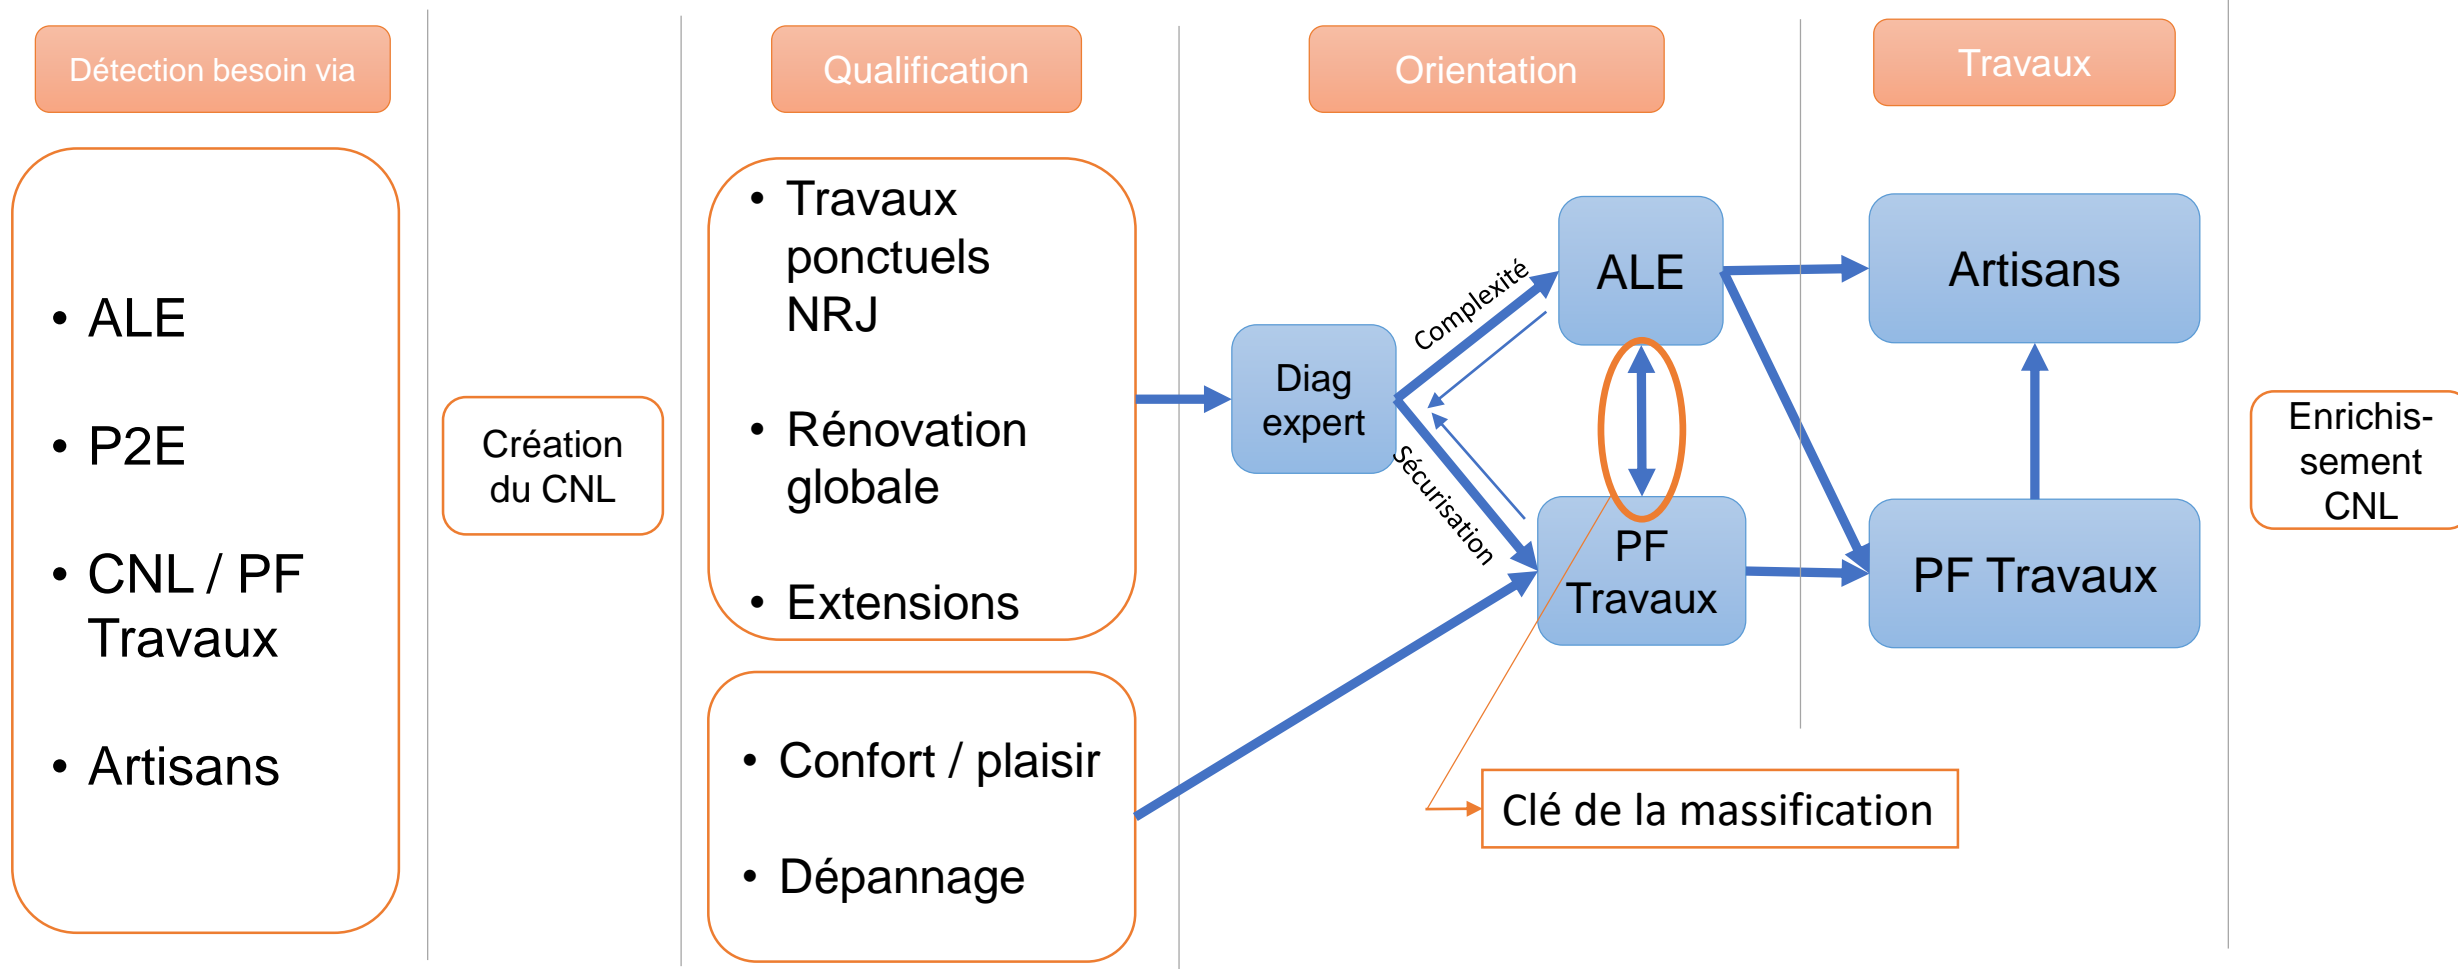 Détection besoin via
Qualification
Orientation
Travaux
• ALE
• P2E
• CNL / PF
Travaux
• Artisans
Création
du CNL
• Travaux
ponctuels
NRJ
• Rénovation
globale
• Extensions
• Confort / plaisir
• Dépannage
Diag
expert
Complexité
Sécurisation
ALE
PF
Travaux
Clé de la massification
Artisans
PF Travaux
Enrichis-
sement
CNL